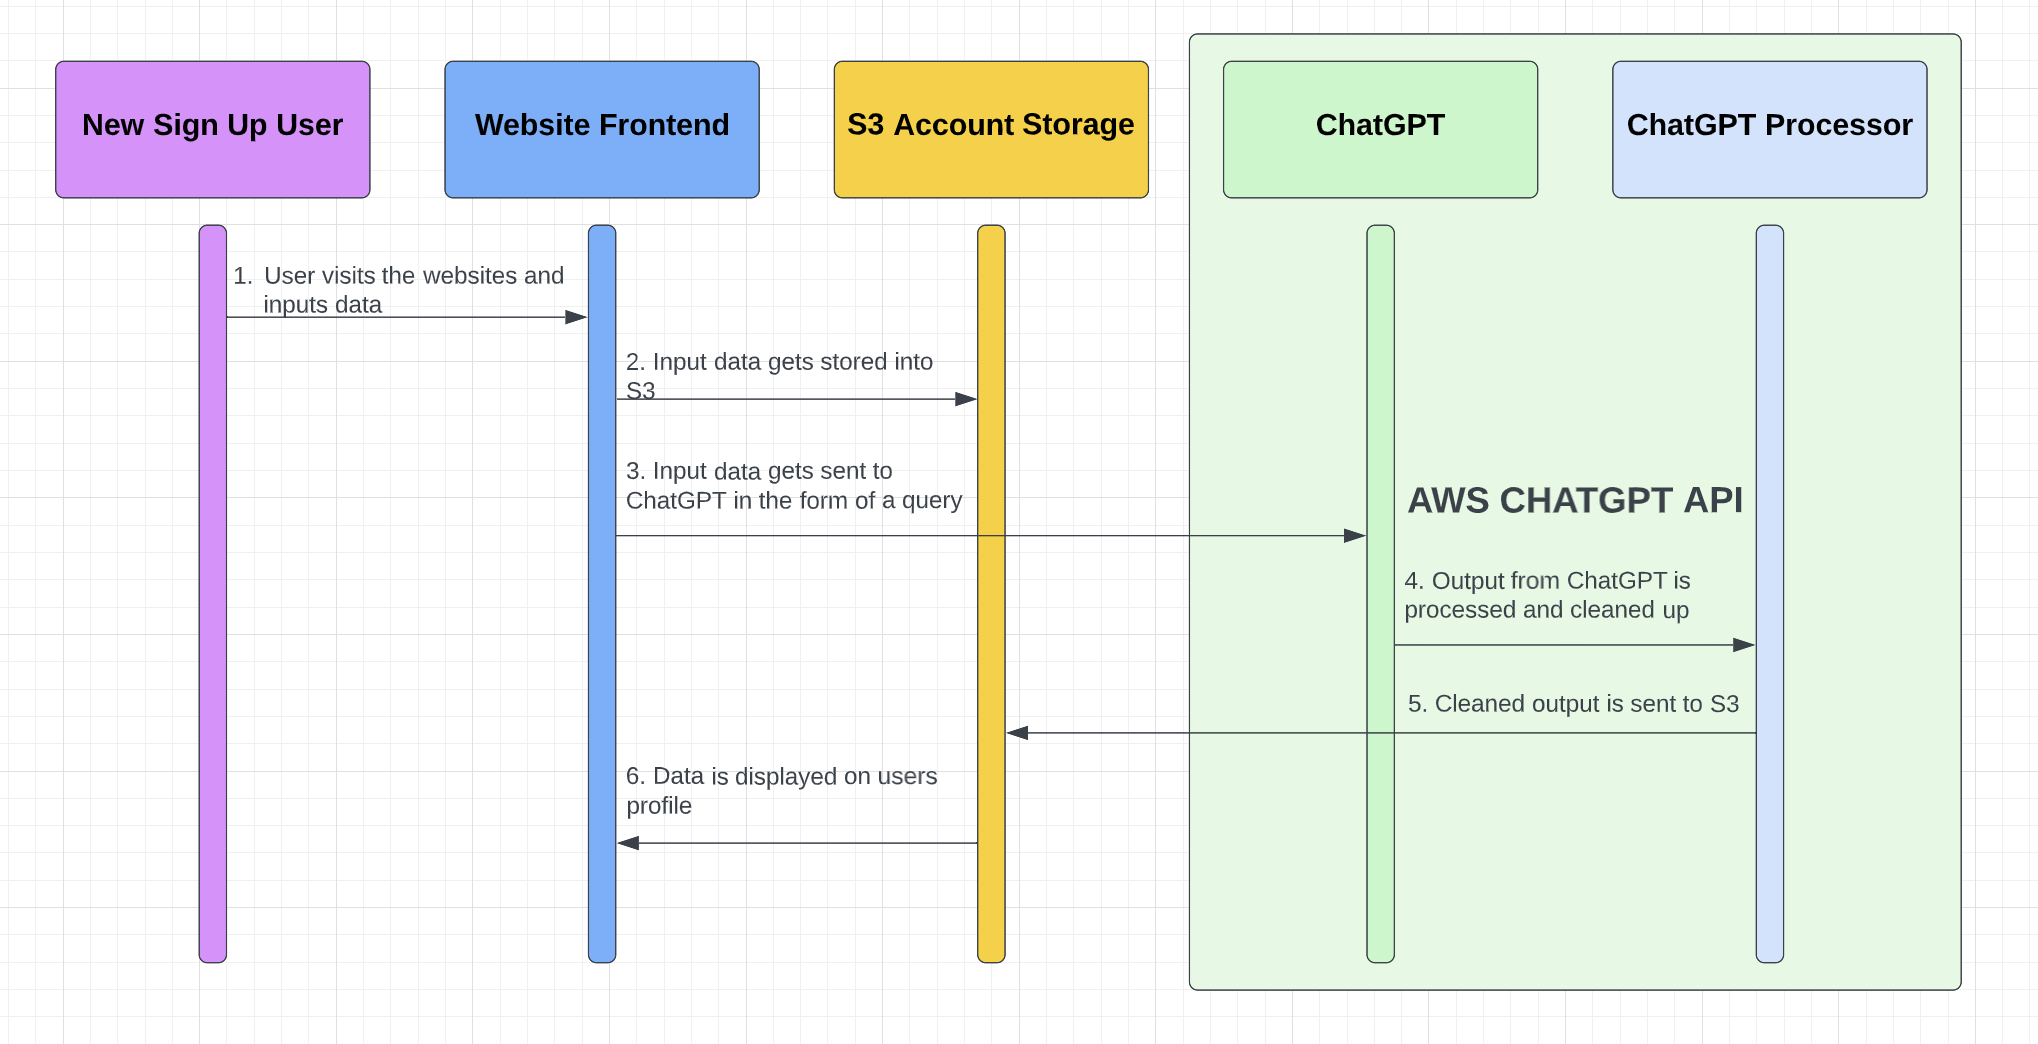 New Sign Up User
Website Frontend
S3 Account Storage
ChatGPT
ChatGPT Processor
1. User visits the websites and
inputs data
2. Input data gets stored into
S3
3. Input data gets sent to
ChatGPT in the form of a query
AWS CHATGPT API
4. Output from ChatGPT is
processed and cleaned up
5. Cleaned output is sent to S3
6. Data is displayed on users
profile